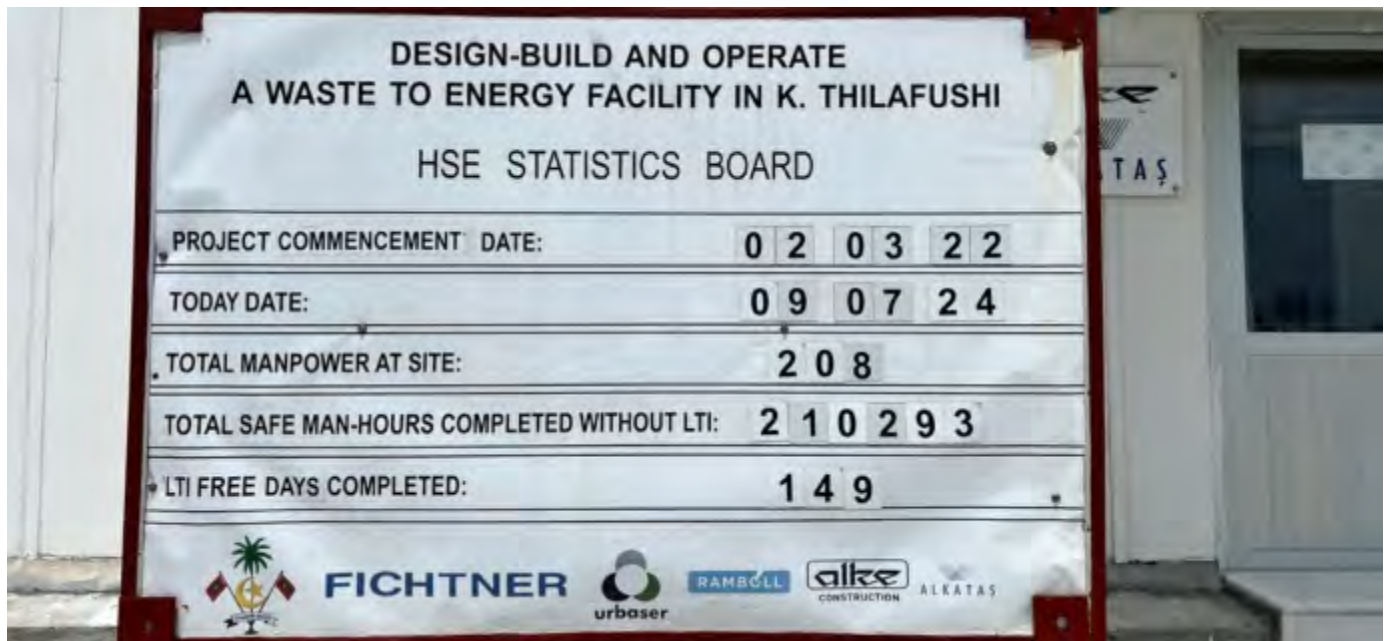 DESIGN-BUILD AND OPERATE
A WASTE TO ENERGY FACILITY IN K. THILAFUSHI
HSE STATISTICS BOARD
PROJECT COMMENCEMENT DATE: 02 03 22
TODAY DATE: 09 07 24
TOTAL MANPOWER AT SITE: 208
TOTAL SAFE MAN-HOURS COMPLETED WITHOUT LTI: 210293
LTI FREE DAYS COMPLETED: 149
FICHTNER
urbaser
RAMBOLL
alke
CONSTRUCTION
ALKATAŞ
TAŞ